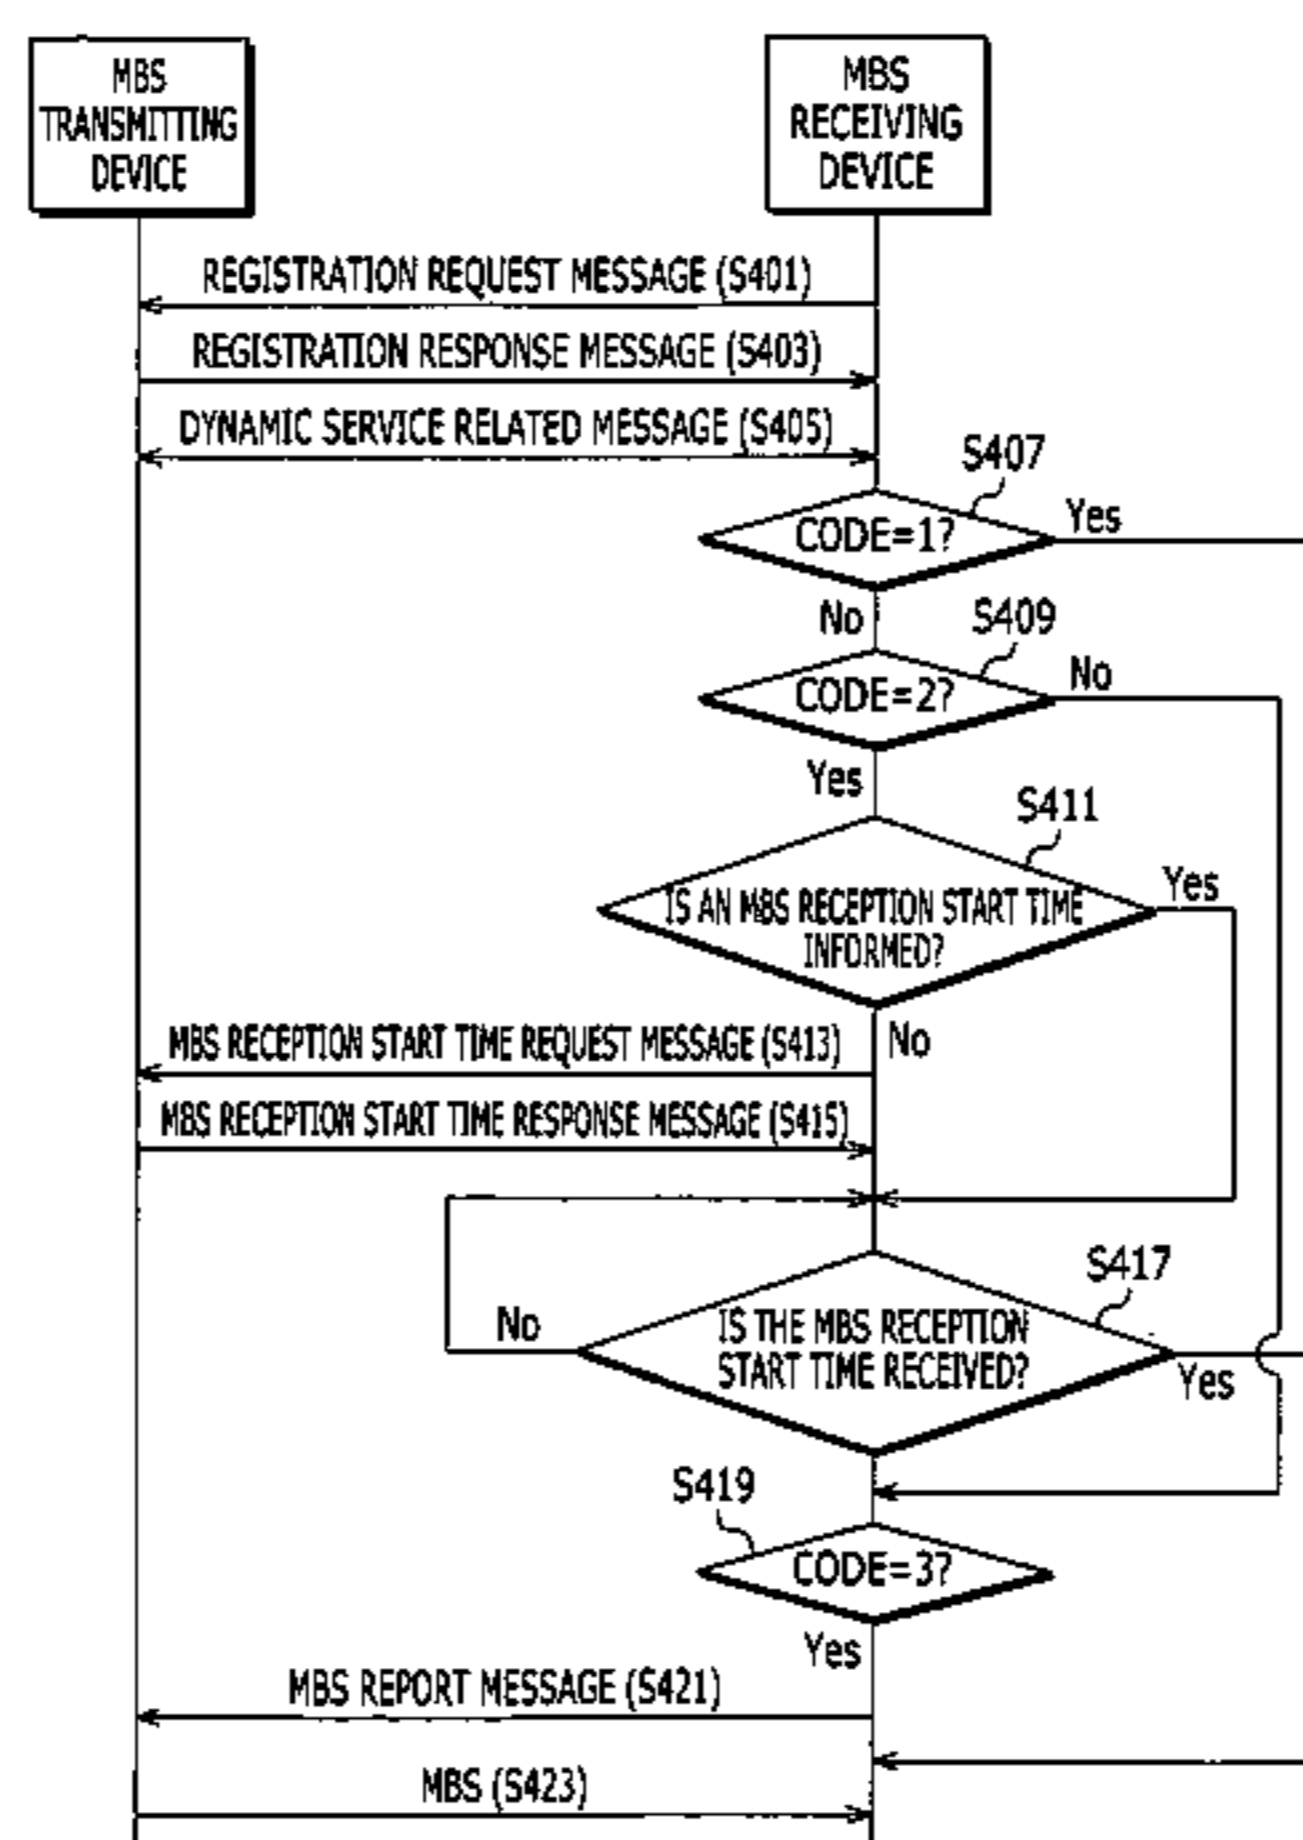 MBS
TRANSMITTING
DEVICE
MBS
RECEIVING
DEVICE
REGISTRATION REQUEST MESSAGE (S401)
REGISTRATION RESPONSE MESSAGE (S403)
DYNAMIC SERVICE RELATED MESSAGE (S405)
S407
CODE=1?
Yes
No
S409
CODE=2?
No
Yes
S411
IS AN MBS RECEPTION START TIME
INFORMED?
Yes
No
MBS RECEPTION START TIME REQUEST MESSAGE (S413)
MBS RECEPTION START TIME RESPONSE MESSAGE (S415)
S417
No
IS THE MBS RECEPTION
START TIME RECEIVED?
Yes
S419
CODE=3?
Yes
MBS REPORT MESSAGE (S421)
MBS (S423)